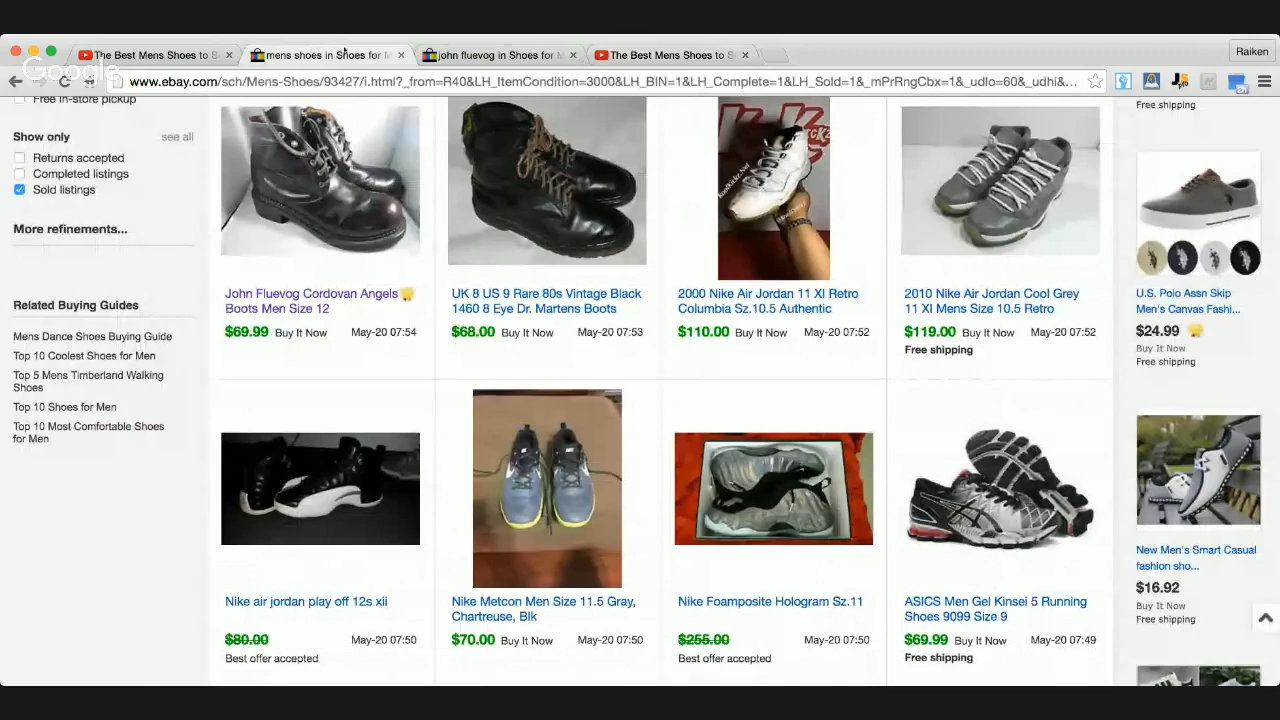 The Best Mens Shoes to S
mens shoes in Shoes for M
john fluevog in Shoes for M
The Best Mens Shoes to S
Raiken
Google
www.ebay.com/sch/Mens-Shoes/93427/i.html?_from=R40&LH_ItemCondition=3000&LH_BIN=1&LH_Complete=1&LH_Sold=1&_mPrRngCbx=1&_udlo=60&_udhi&...
Free in-store pickup
Show only
see all
Returns accepted
Completed listings
Sold listings
More refinements...
Related Buying Guides
Mens Dance Shoes Buying Guide
Top 10 Coolest Shoes for Men
Top 5 Mens Timberland Walking
Shoes
Top 10 Shoes for Men
Top 10 Most Comfortable Shoes
for Men
John Fluevog Cordovan Angels
Boots Men Size 12
$69.99 Buy It Now May-20 07:54
UK 8 US 9 Rare 80s Vintage Black
1460 8 Eye Dr. Martens Boots
$68.00 Buy It Now May-20 07:53
2000 Nike Air Jordan 11 XI Retro
Columbia Sz.10.5 Authentic
$110.00 Buy It Now May-20 07:52
2010 Nike Air Jordan Cool Grey
11 XI Mens Size 10.5 Retro
$119.00 Buy It Now May-20 07:52
Free shipping
Nike air jordan play off 12s xii
$80.00 May-20 07:50
Best offer accepted
Nike Metcon Men Size 11.5 Gray,
Chartreuse, Blk
$70.00 Buy It Now May-20 07:50
Nike Foamposite Hologram Sz.11
$255.00 May-20 07:50
Best offer accepted
ASICS Men Gel Kinsei 5 Running
Shoes 9099 Size 9
$69.99 Buy It Now May-20 07:49
Free shipping
Free shipping
U.S. Polo Assn Skip
Men's Canvas Fashi...
$24.99
Buy It Now
Free shipping
New Men's Smart Casual
fashion sho...
$16.92
Buy It Now
Free shipping